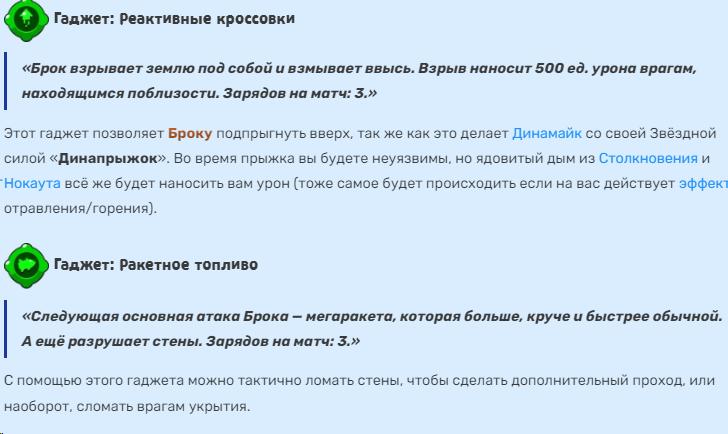 Гаджет: Реактивные кроссовки
«Брок взрывает землю под собой и взмывает ввысь. Взрыв наносит 500 ед. урона врагам,
находящимся поблизости. Зарядов на матч: 3.»
Этот гаджет позволяет Броку подпрыгнуть вверх, так же как это делает Динамайк со своей Звёздной
силой «Динапрыжок». Во время прыжка вы будете неуязвимы, но ядовитый дым из Столкновения и
Нокаута всё же будет наносить вам урон (тоже самое будет происходить если на вас действует эффект
отравления/горения).
Гаджет: Ракетное топливо
«Следующая основная атака Брока — мегаракета, которая больше, круче и быстрее обычной.
А ещё разрушает стены. Зарядов на матч: 3.»
С помощью этого гаджета можно тактично ломать стены, чтобы сделать дополнительный проход, или
наоборот, сломать врагам укрытия.